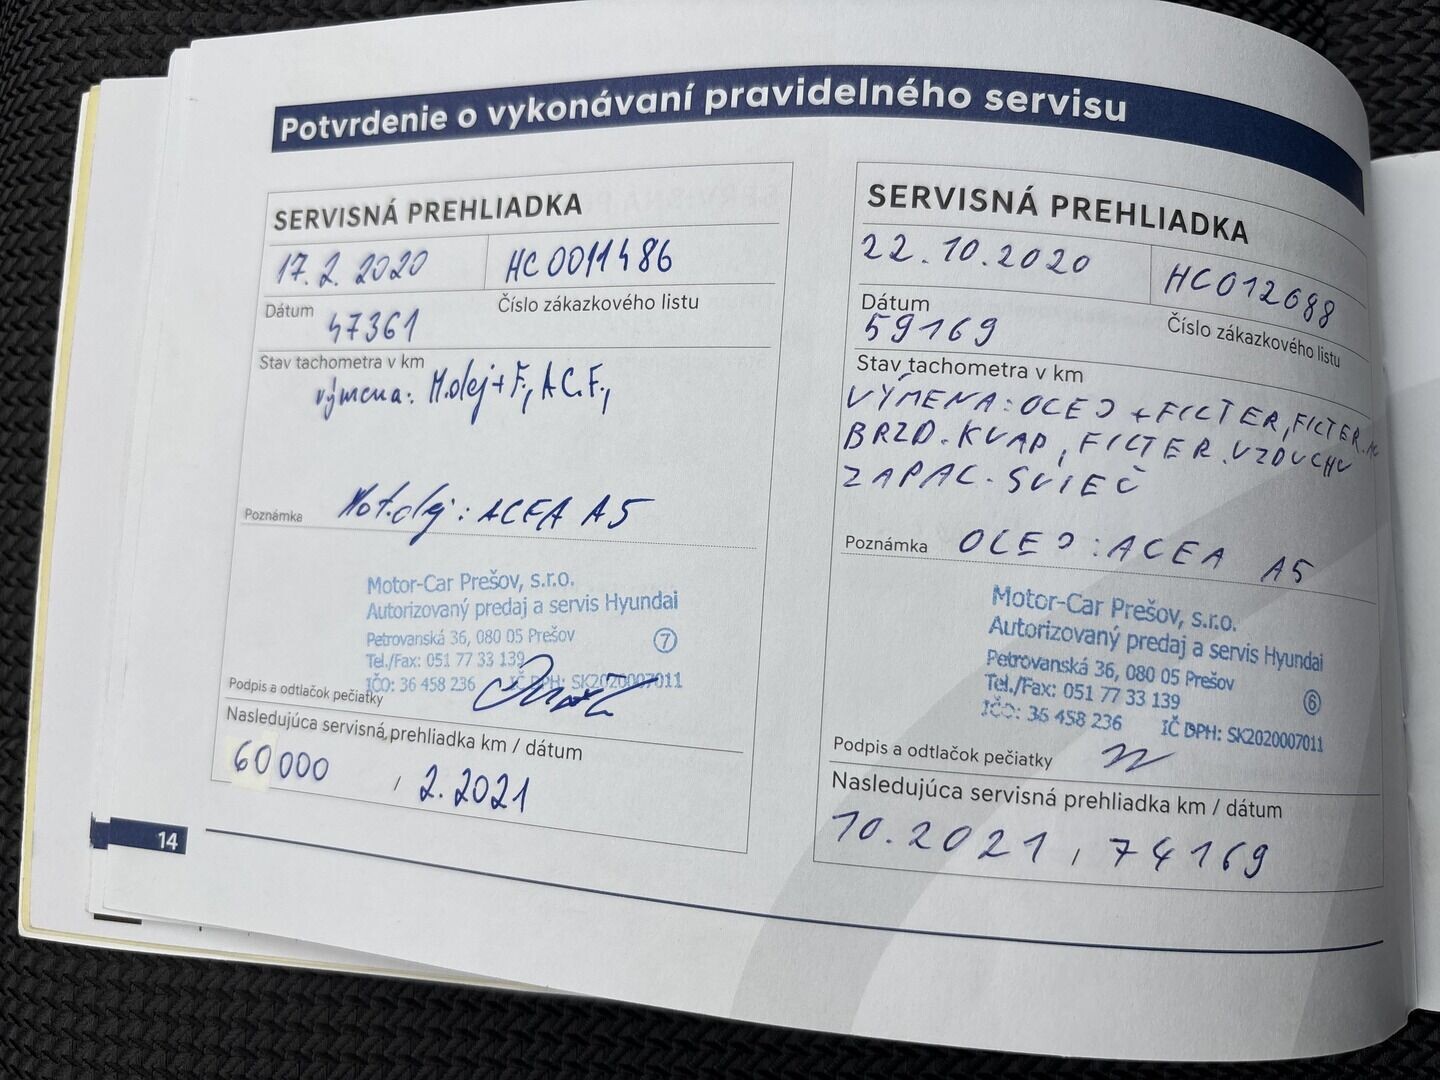 Potvrdenie o vykonávaní pravidelného servisu
SERVISNÁ PREHLIADKA
17.2.2020
HC0011486
Dátum
Číslo zákazkového listu
47361
Stav tachometra v km
výmena: M.olej+F, AC.F,
Poznámka
Mot.olej: ACEA A5
Motor-Car Prešov, s.r.o.
Autorizovaný predaj a servis Hyundai
Petrovanská 36, 080 05 Prešov
7
Tel./Fax: 051 77 33 139
IČO: 36 458 236 IČ DPH: SK2020007011
Podpis a odtlačok pečiatky
Nasledujúca servisná prehliadka km / dátum
60000 , 2.2021
14
SERVISNÁ PREHLIADKA
22.10.2020
HC012688
Dátum
Číslo zákazkového listu
59169
Stav tachometra v km
VÝMENA: OLEJ + FILTER, FILTER. AC
BRZD. KVAP, FILTER. VZDUCHU
ZAPAL. SVIEČ
Poznámka
OLEJ: ACEA A5
Motor-Car Prešov, s.r.o.
Autorizovaný predaj a servis Hyundai
Petrovanská 36, 080 05 Prešov
Tel./Fax: 051 77 33 139
6
IČO: 36 458 236 IČ DPH: SK2020007011
Podpis a odtlačok pečiatky
Nasledujúca servisná prehliadka km / dátum
10.2021 , 74169